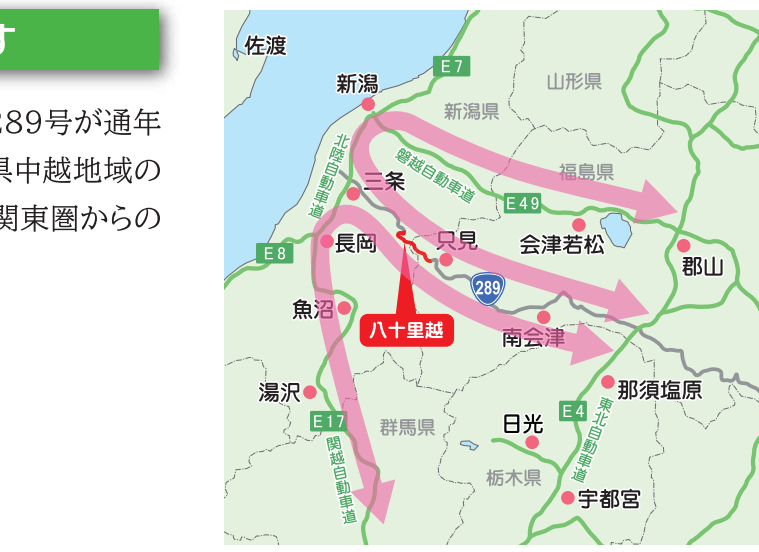 す
289号が通年
県中越地域の
関東圏からの
佐渡
E7
新潟
山形県
新潟県
北陸自動車道
磐越自動車道
福島県
三条
E49
E8
長岡
只見
会津若松
郡山
289
魚沼
八十里越
南会津
湯沢
那須塩原
E17
群馬県
日光
E4
東北自動車道
関越自動車道
栃木県
宇都宮